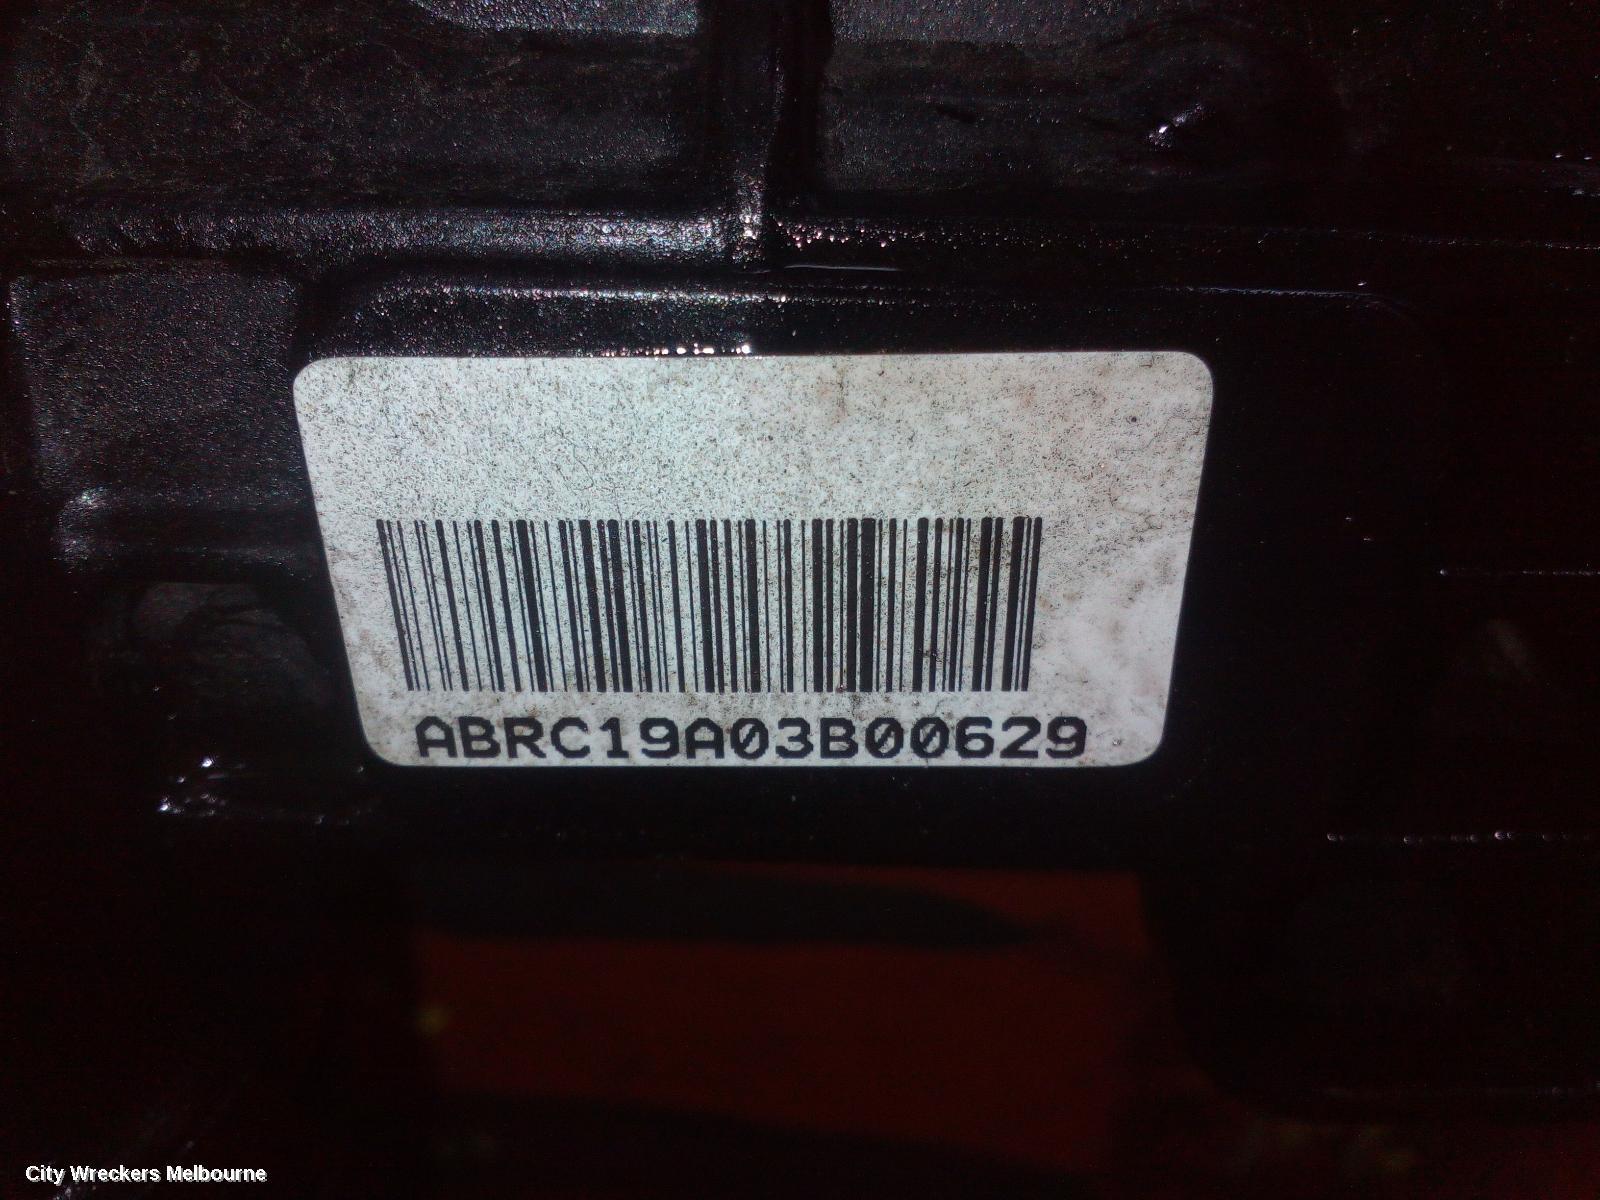 ABRC19A03B00629
City Wreckers Melbourne